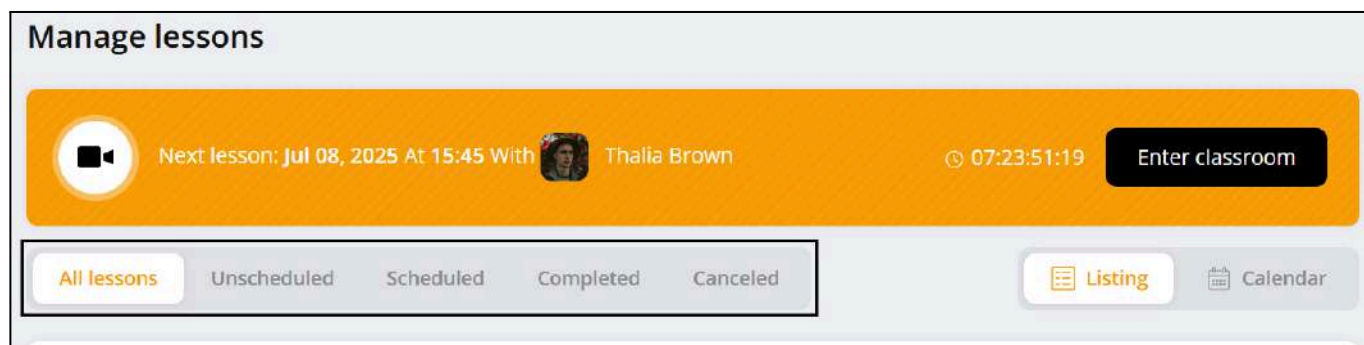 Manage lessons
Next lesson: Jul 08, 2025 At 15:45 With Thalia Brown 07:23:51:19 Enter classroom
All lessons Unscheduled Scheduled Completed Canceled Listing Calendar